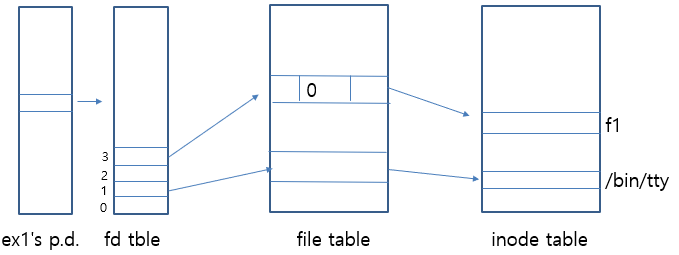 0
f1
3
2
1
0
/bin/tty
ex1's p.d.
fd tble
file table
inode table